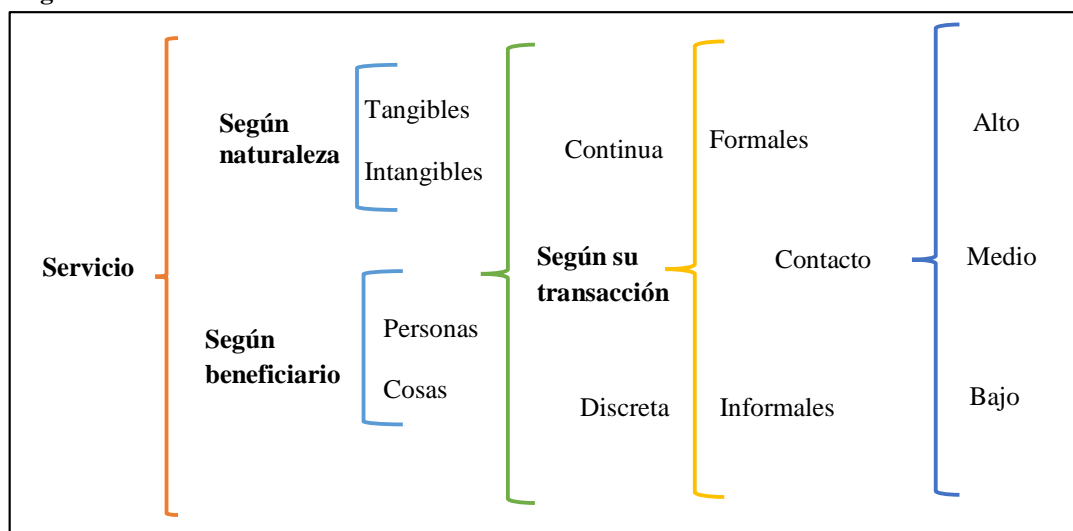 Servicio
Según
naturaleza
Tangibles
Intangibles
Según
beneficiario
Personas
Cosas
Continua
Según su
transacción
Discreta
Formales
Contacto
Informales
Alto
Medio
Bajo